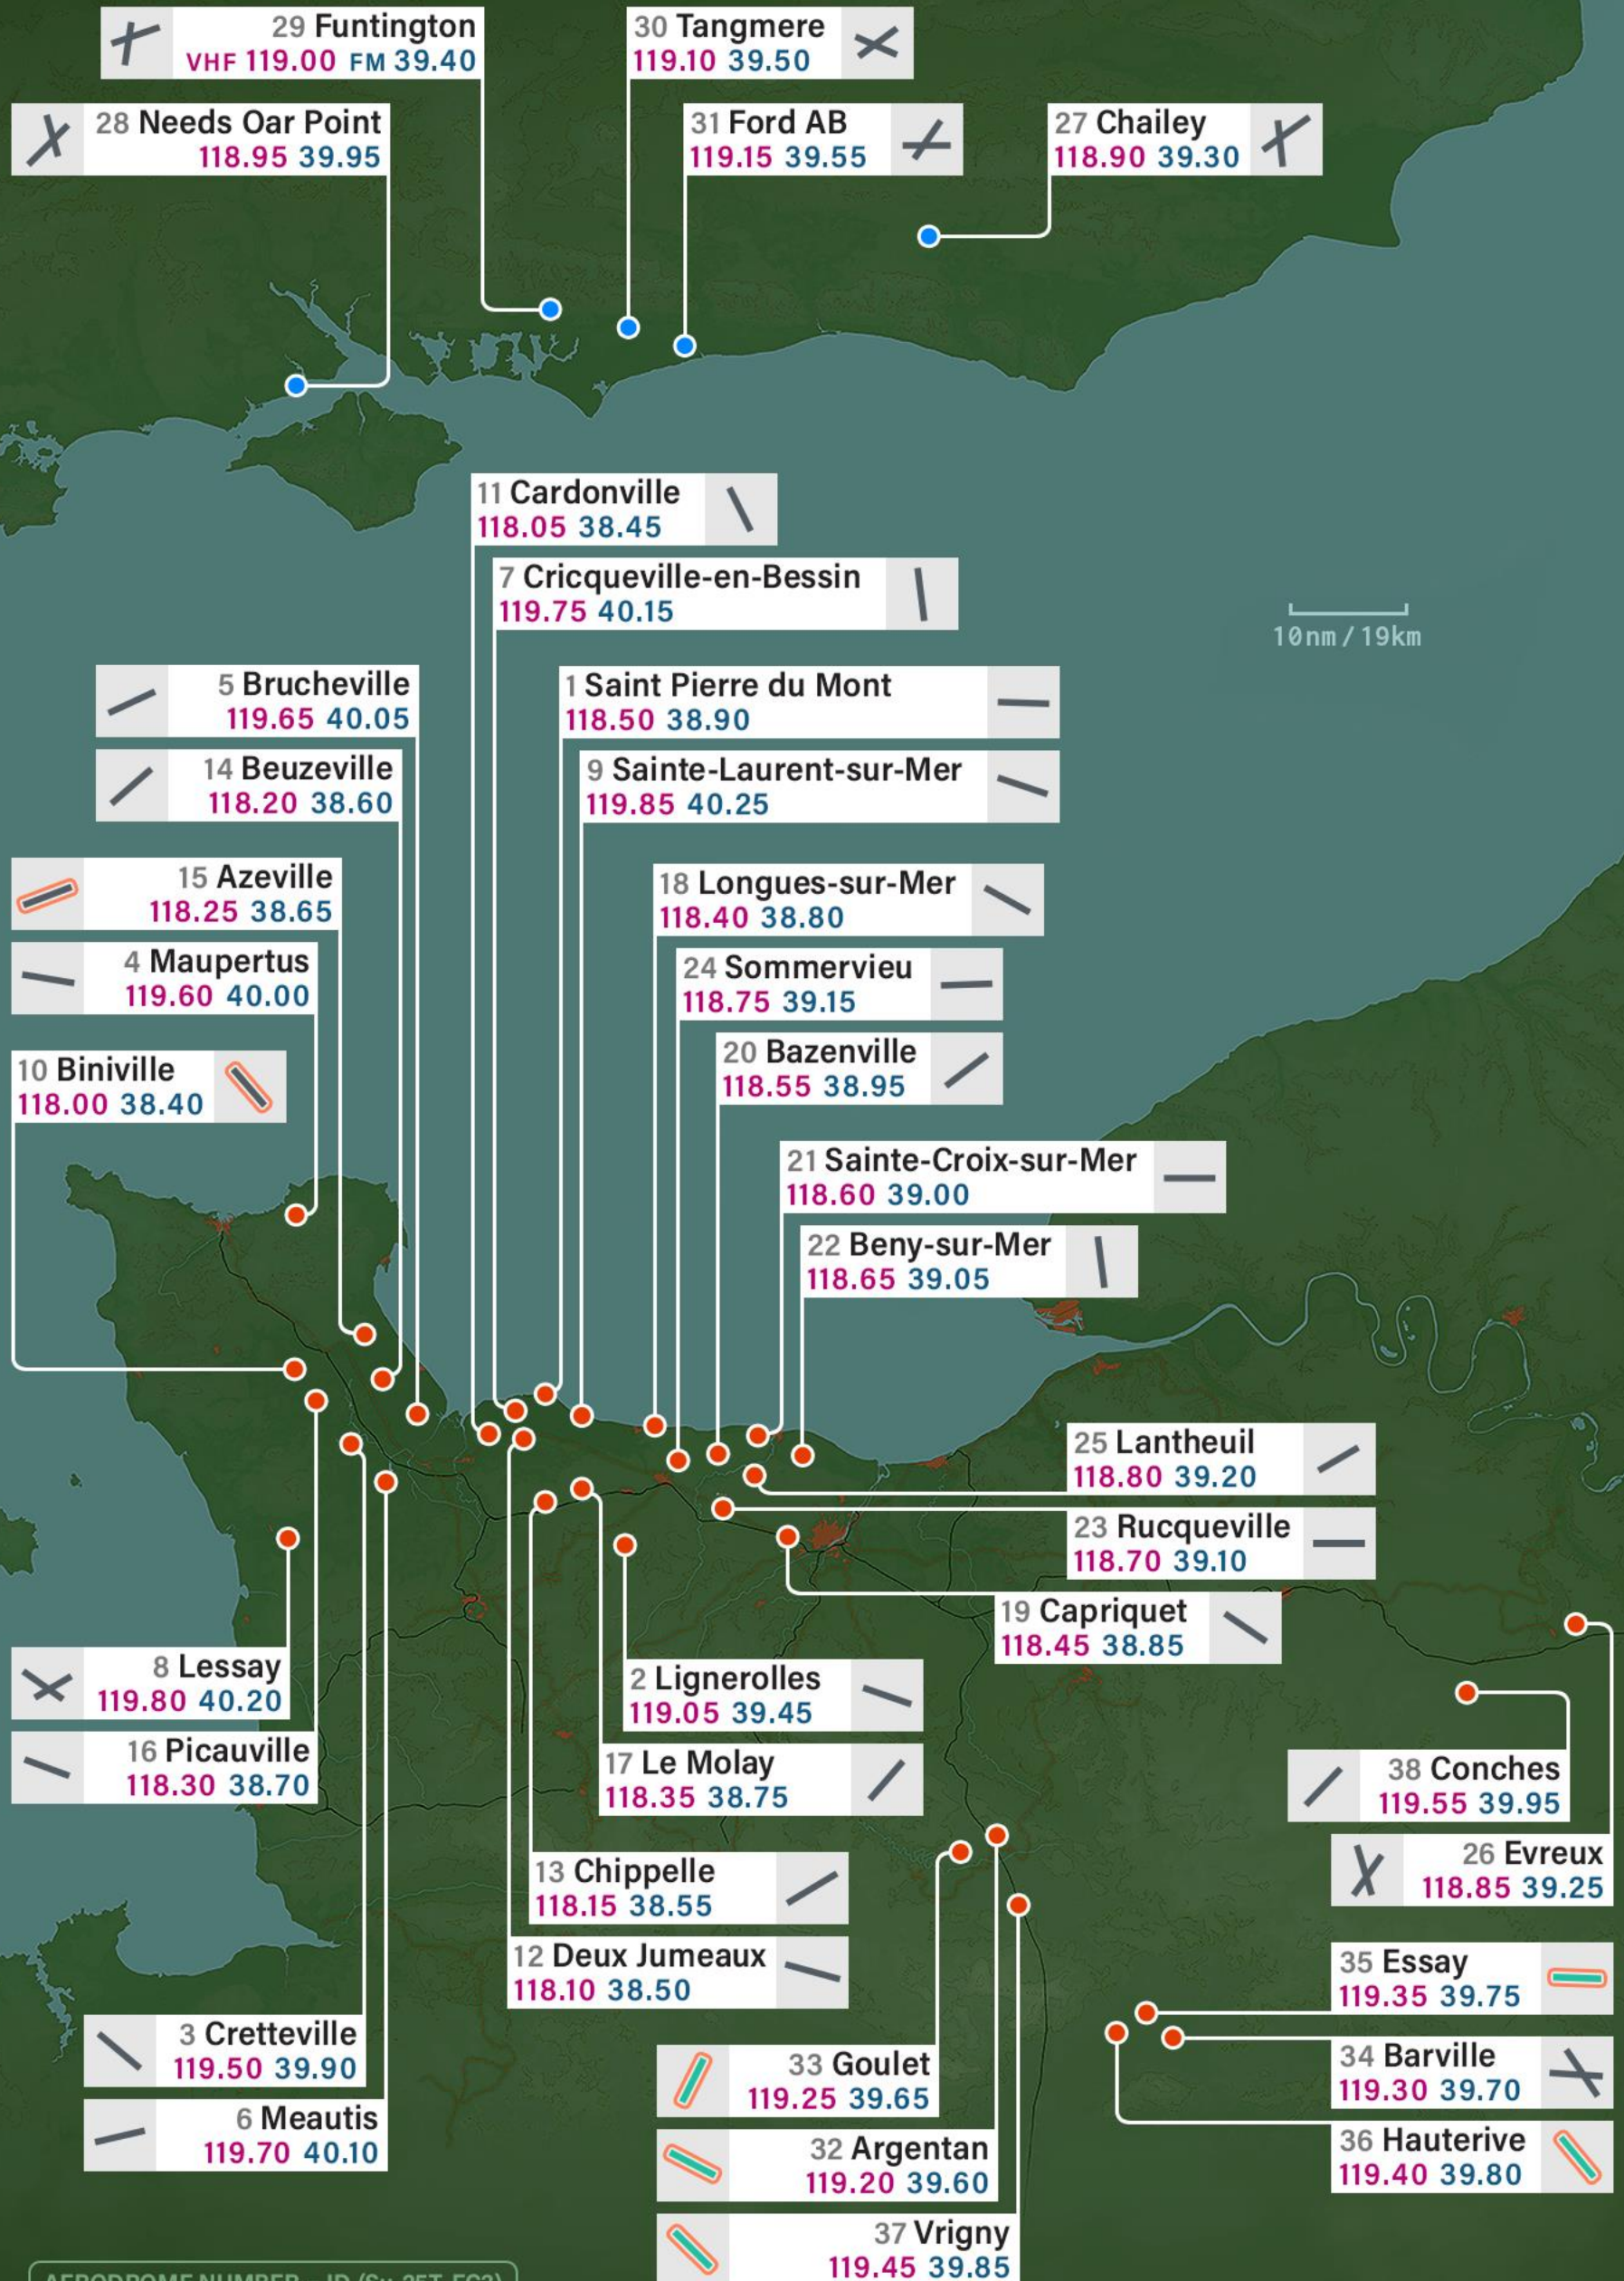 29 Funtington
VHF 119.00 FM 39.40
30 Tangmere
119.10 39.50
28 Needs Oar Point
118.95 39.95
31 Ford AB
119.15 39.55
27 Chailey
118.90 39.30
11 Cardonville
118.05 38.45
7 Cricqueville-en-Bessin
119.75 40.15
10nm/19km
5 Brucheville
119.65 40.05
1 Saint Pierre du Mont
118.50 38.90
14 Beuzeville
118.20 38.60
9 Sainte-Laurent-sur-Mer
119.85 40.25
15 Azeville
118.25 38.65
18 Longues-sur-Mer
118.40 38.80
4 Maupertus
119.60 40.00
24 Sommervieu
118.75 39.15
10 Biniville
118.00 38.40
20 Bazenville
118.55 38.95
21 Sainte-Croix-sur-Mer
118.60 39.00
22 Beny-sur-Mer
118.65 39.05
25 Lantheuil
118.80 39.20
23 Rucqueville
118.70 39.10
19 Capriquet
118.45 38.85
8 Lessay
119.80 40.20
2 Lignerolles
119.05 39.45
16 Picauville
118.30 38.70
17 Le Molay
118.35 38.75
38 Conches
119.55 39.95
26 Evreux
118.85 39.25
13 Chippelle
118.15 38.55
12 Deux Jumeaux
118.10 38.50
35 Essay
119.35 39.75
3 Cretteville
119.50 39.90
33 Goulet
119.25 39.65
34 Barville
119.30 39.70
6 Meautis
119.70 40.10
32 Argentan
119.20 39.60
36 Hauterive
119.40 39.80
37 Vrigny
119.45 39.85
AERODROME NUMBER = ID (Su-25T, FC3)